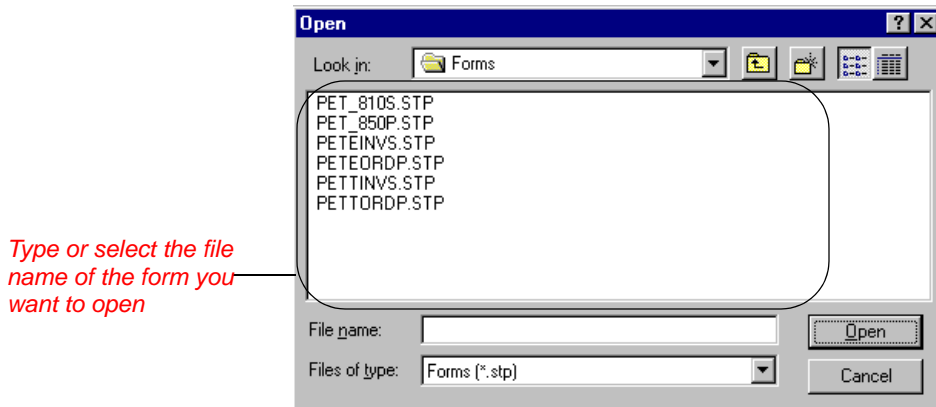 Open
Look in: Forms
PET_810S.STP
PET_850P.STP
PETEINVS.STP
PETEORDP.STP
PETTINVS.STP
PETTORDP.STP
Type or select the file
name of the form you
want to open
File name: Open
Files of type: Forms (*.stp) Cancel